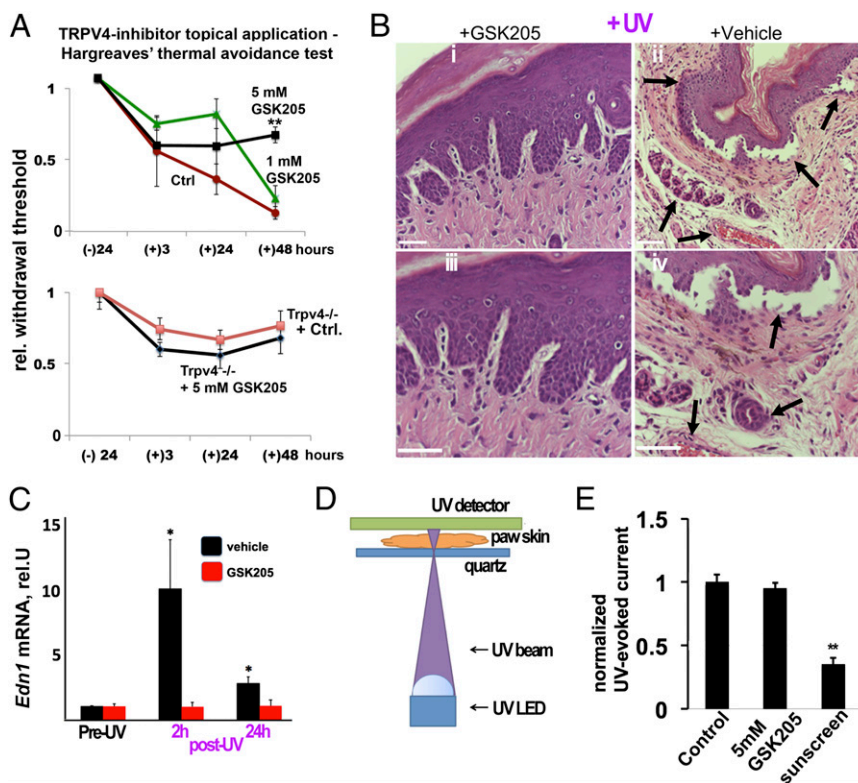 A
TRPV4-inhibitor topical application -
Hargreaves' thermal avoidance test
rel. withdrawal threshold
1
0.5
0
5 mM
GSK205
**
1 mM
GSK205
Ctrl
(-)24 (+)3 (+)24 (+)48 hours
1
0.5
0
Trpv4-/-
+ Ctrl.
Trpv4-/-
+ 5 mM GSK205
(-) 24 (+)3 (+)24 (+)48 hours
B
+UV
+GSK205 +Vehicle
i ii
iii iv
C
Edn1 mRNA, rel.U
15
10
5
1
*
*
vehicle
GSK205
Pre-UV 2h 24h
post-UV
D
UV detector
paw skin
quartz
←UV beam
←UV LED
E
normalized
UV-evoked current
1.5
1
0.5
0
**
Control
5mM
GSK205
sunscreen